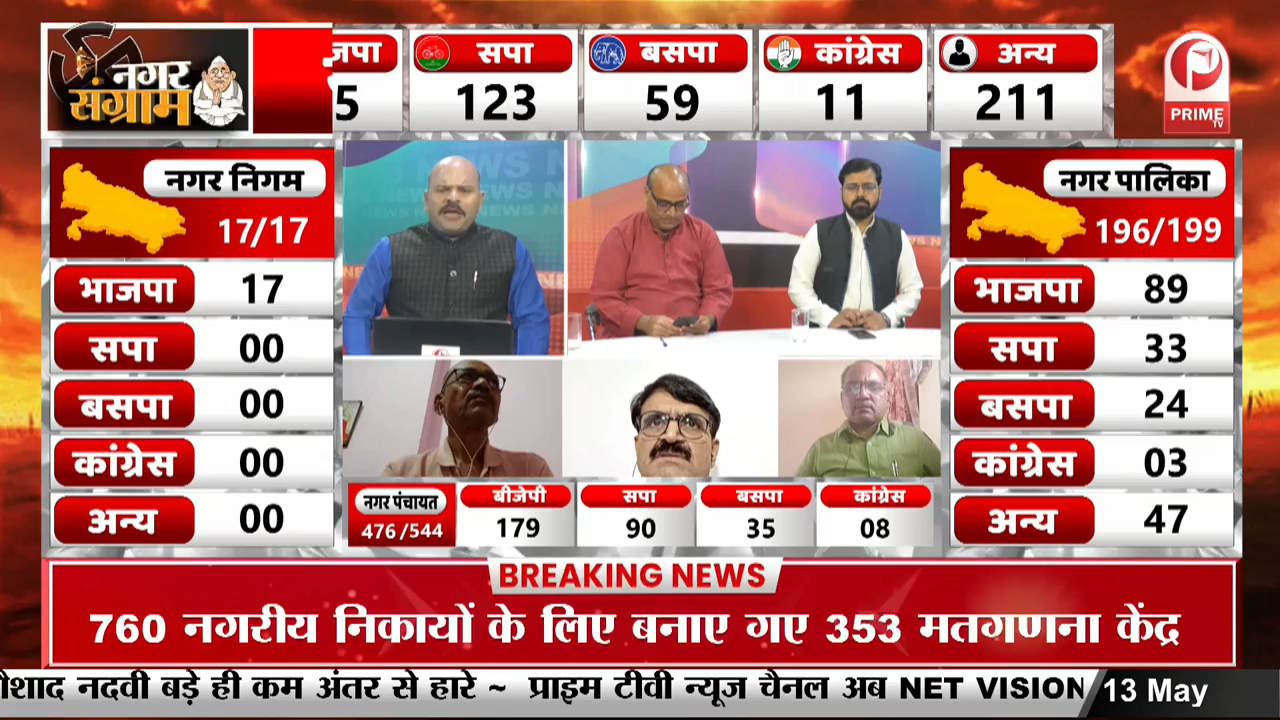 नगर
संग्राम
जपा सपा बसपा कांग्रेस अन्य
5 123 59 11 211
PRIME
TV
नगर निगम
17/17
भाजपा 17
सपा 00
बसपा 00
कांग्रेस 00
अन्य 00
NEWS NEWS
नगर पालिका
196/199
भाजपा 89
सपा 33
बसपा 24
कांग्रेस 03
अन्य 47
नगर पंचायत बीजेपी सपा बसपा कांग्रेस
476/544 179 90 35 08
BREAKING NEWS
760 नगरीय निकायों के लिए बनाए गए 353 मतगणना केंद्र
शाद नदवी बड़े ही कम अंतर से हारे ~ प्राइम टीवी न्यूज चैनल अब NET VISION 13 May